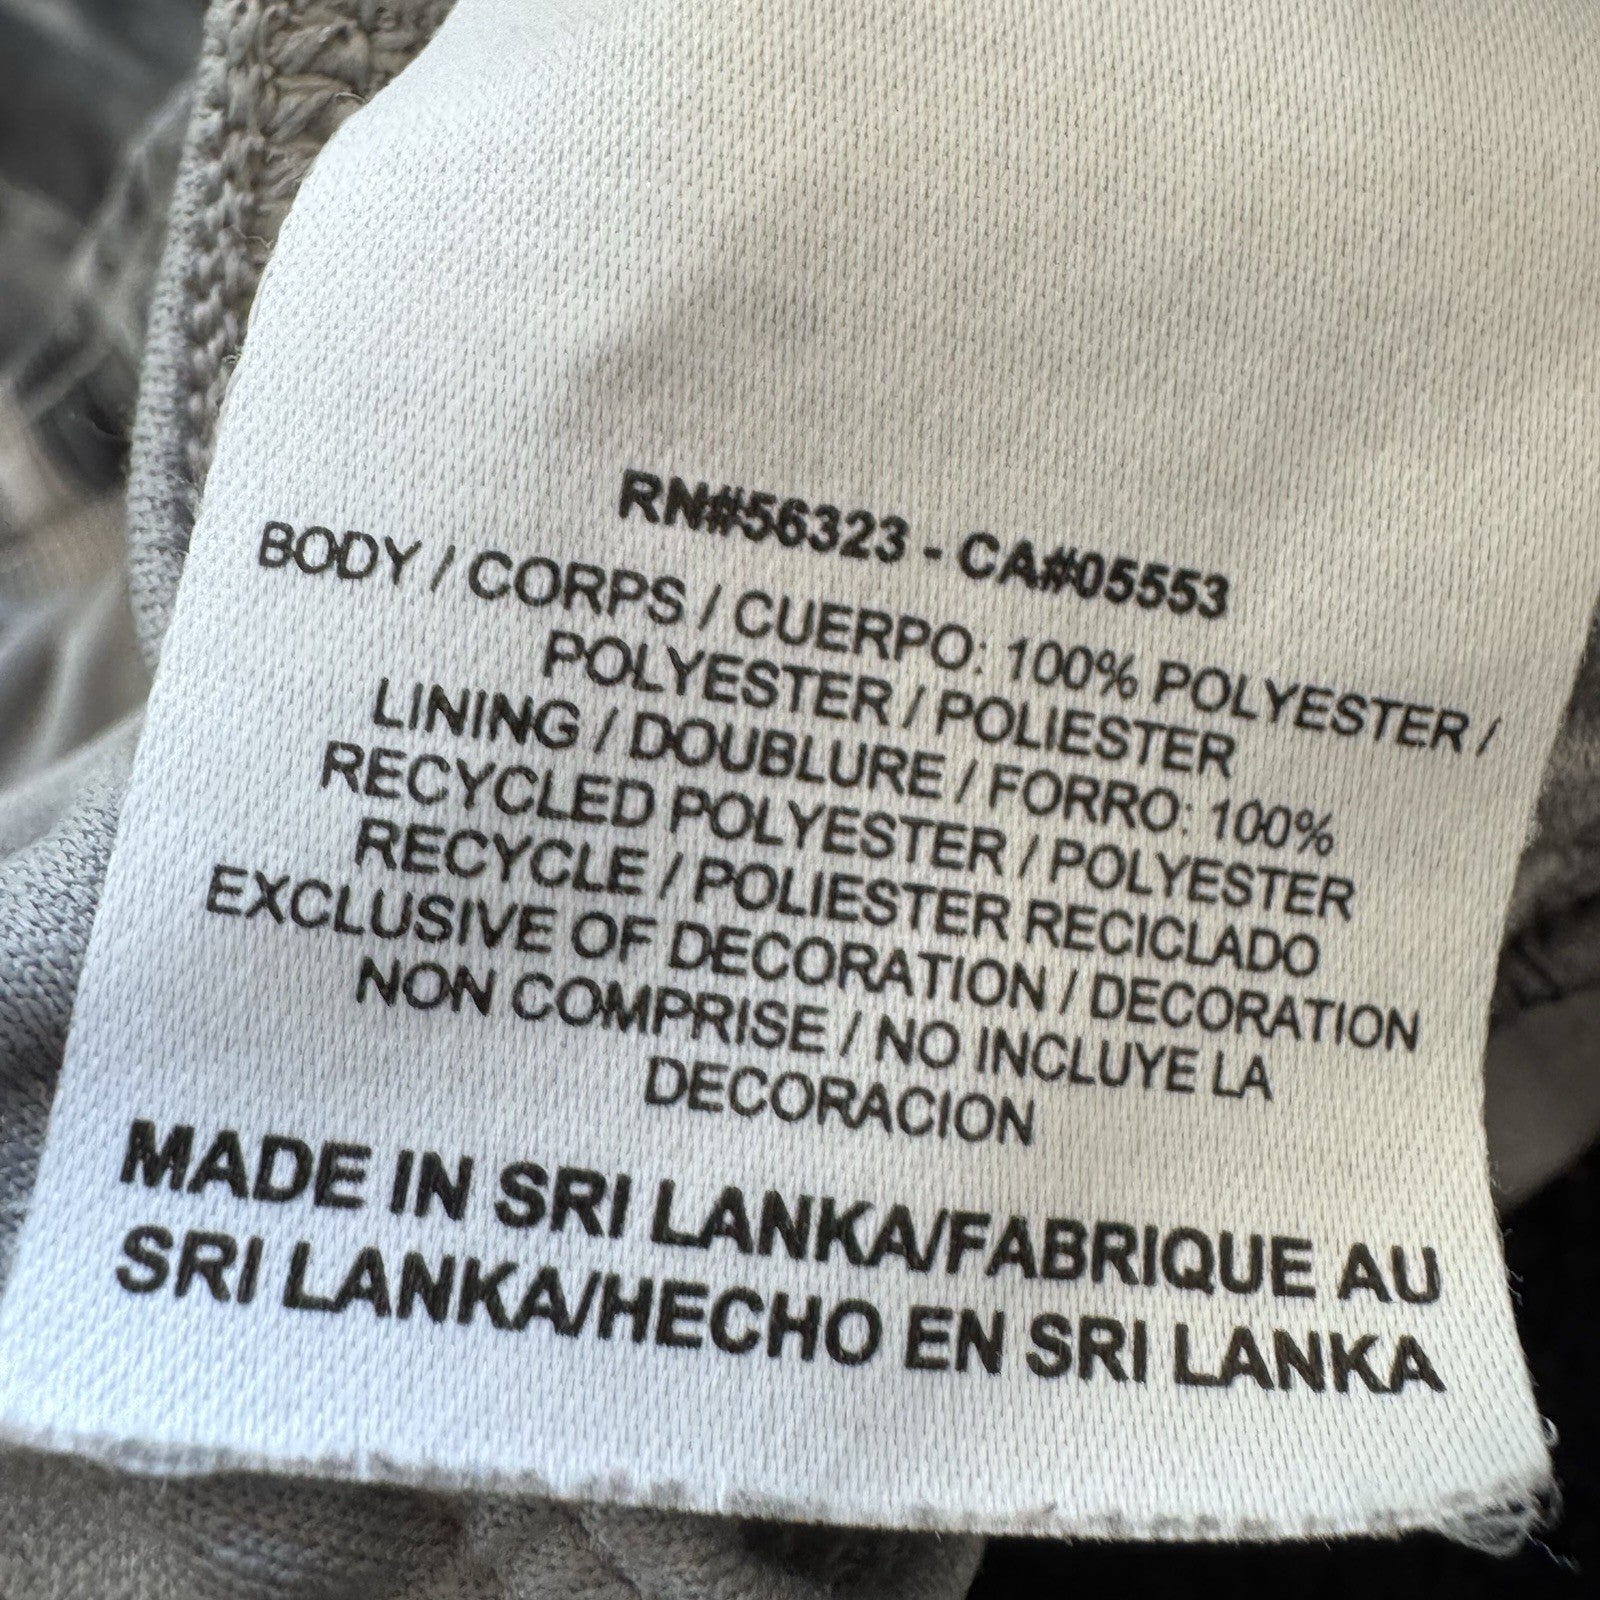 RN#56323 - CA#05553
BODY / CORPS / CUERPO: 100% POLYESTER /
POLYESTER / POLIESTER
LINING / DOUBLURE / FORRO: 100%
RECYCLED POLYESTER / POLYESTER
RECYCLE / POLIESTER RECICLADO
EXCLUSIVE OF DECORATION / DECORATION
NON COMPRISE / NO INCLUYE LA
DECORACION
MADE IN SRI LANKA/FABRIQUE AU
SRI LANKA/HECHO EN SRI LANKA